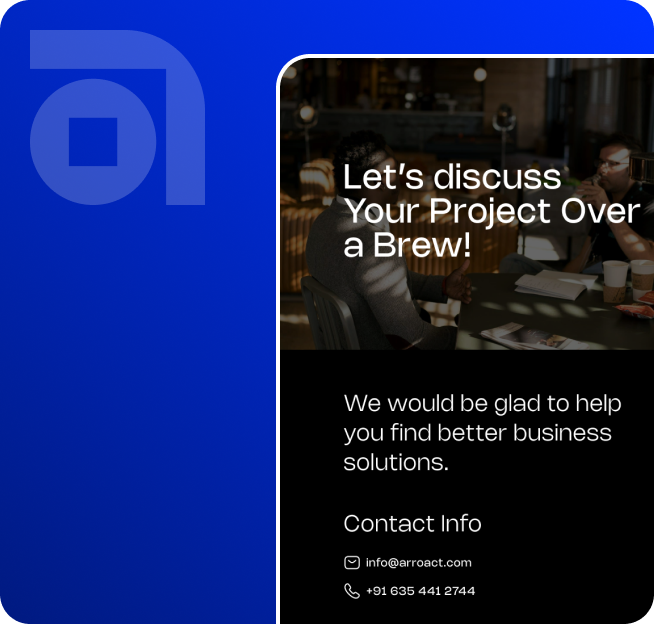 Let's discuss
Your Project Over
a Brew!
We would be glad to help
you find better business
solutions.
Contact Info
info@arroact.com
+91 635 441 2744